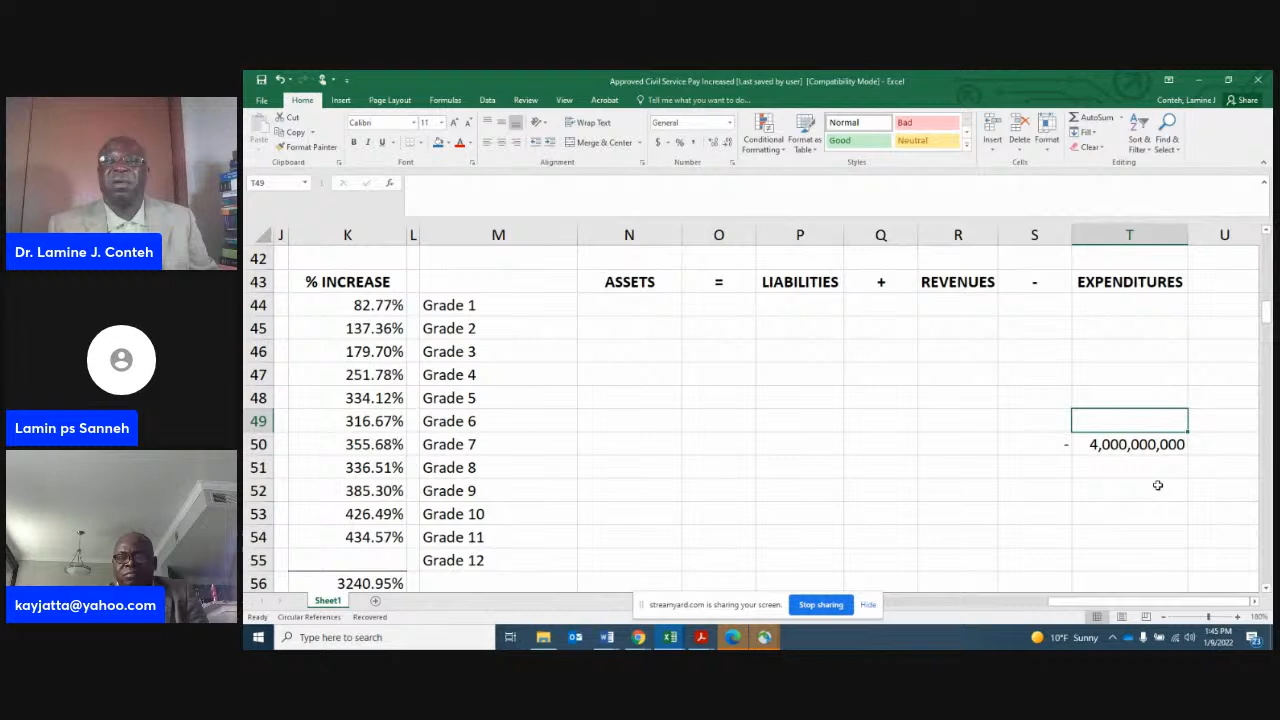 Dr. Lamine J. Conteh
Lamin ps Sanneh
kayjatta@yahoo.com
Approved Civil Service Pay Increased [Last saved by user] [Compatibility Mode] - Excel
Conteh, Lamine J Share
File Home Insert Page Layout Formulas Data Review View Acrobat Tell me what you want to do...
Paste
Cut
Copy
Format Painter
Clipboard
Calibri 11
B I U
Font
Wrap Text
Merge & Center
Alignment
General
$ % ,
Number
Conditional Formatting
Format as Table
Normal Bad
Good Neutral
Styles
Insert Delete Format
Cells
AutoSum
Fill
Clear
Sort & Filter
Find & Select
Editing
T49 fx
J K L M N O P Q R S T U
42
43 % INCREASE ASSETS = LIABILITIES + REVENUES - EXPENDITURES
44 82.77% Grade 1
45 137.36% Grade 2
46 179.70% Grade 3
47 251.78% Grade 4
48 334.12% Grade 5
49 316.67% Grade 6
50 355.68% Grade 7 - 4,000,000,000
51 336.51% Grade 8
52 385.30% Grade 9
53 426.49% Grade 10
54 434.57% Grade 11
55 Grade 12
56 3240.95%
Sheet1
streamyard.com is sharing your screen. Stop sharing Hide
Ready Circular References Recovered 180%
Type here to search
10°F Sunny
1:45 PM
1/9/2022
23